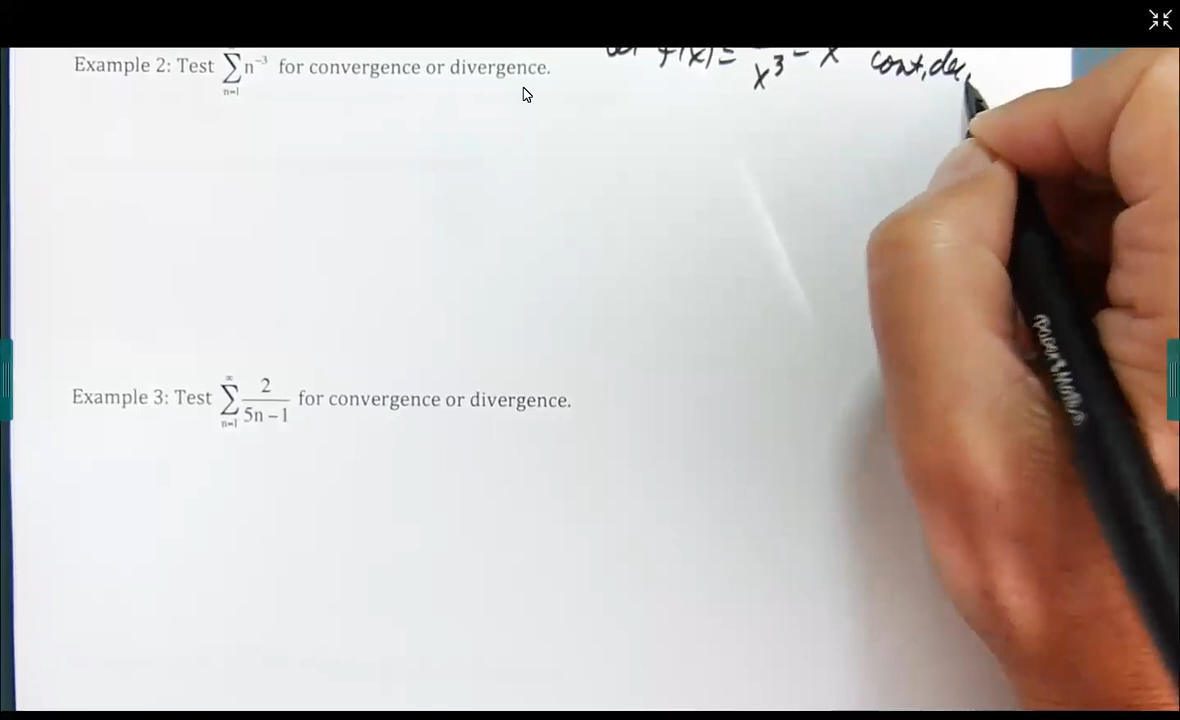 Example 2: Test ∑ n⁻³ for convergence or divergence.
n=1
f(x) = x³ = x cont, dec,
Example 3: Test ∞ ∑ n=1 2/(5n – 1) for convergence or divergence.
PaperMate®